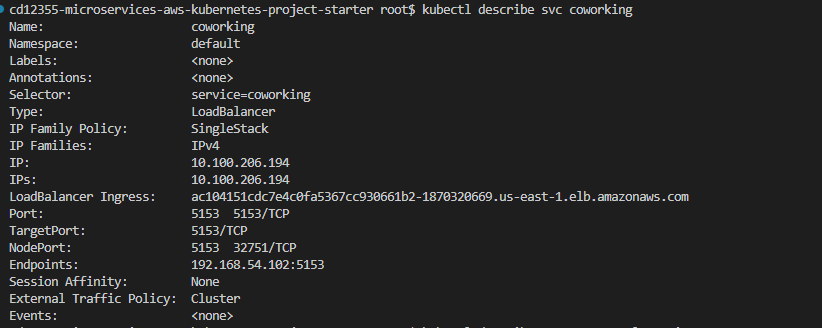 cd12355-microservices-aws-kubernetes-project-starter root$ kubectl describe svc coworking
Name:                     coworking
Namespace:                default
Labels:                   <none>
Annotations:              <none>
Selector:                 service=coworking
Type:                     LoadBalancer
IP Family Policy:         SingleStack
IP Families:              IPv4
IP:                       10.100.206.194
IPs:                      10.100.206.194
LoadBalancer Ingress:     ac104151cdc7e4c0fa5367cc930661b2-1870320669.us-east-1.elb.amazonaws.com
Port:                     5153  5153/TCP
TargetPort:               5153/TCP
NodePort:                 5153  32751/TCP
Endpoints:                192.168.54.102:5153
Session Affinity:         None
External Traffic Policy:  Cluster
Events:                   <none>